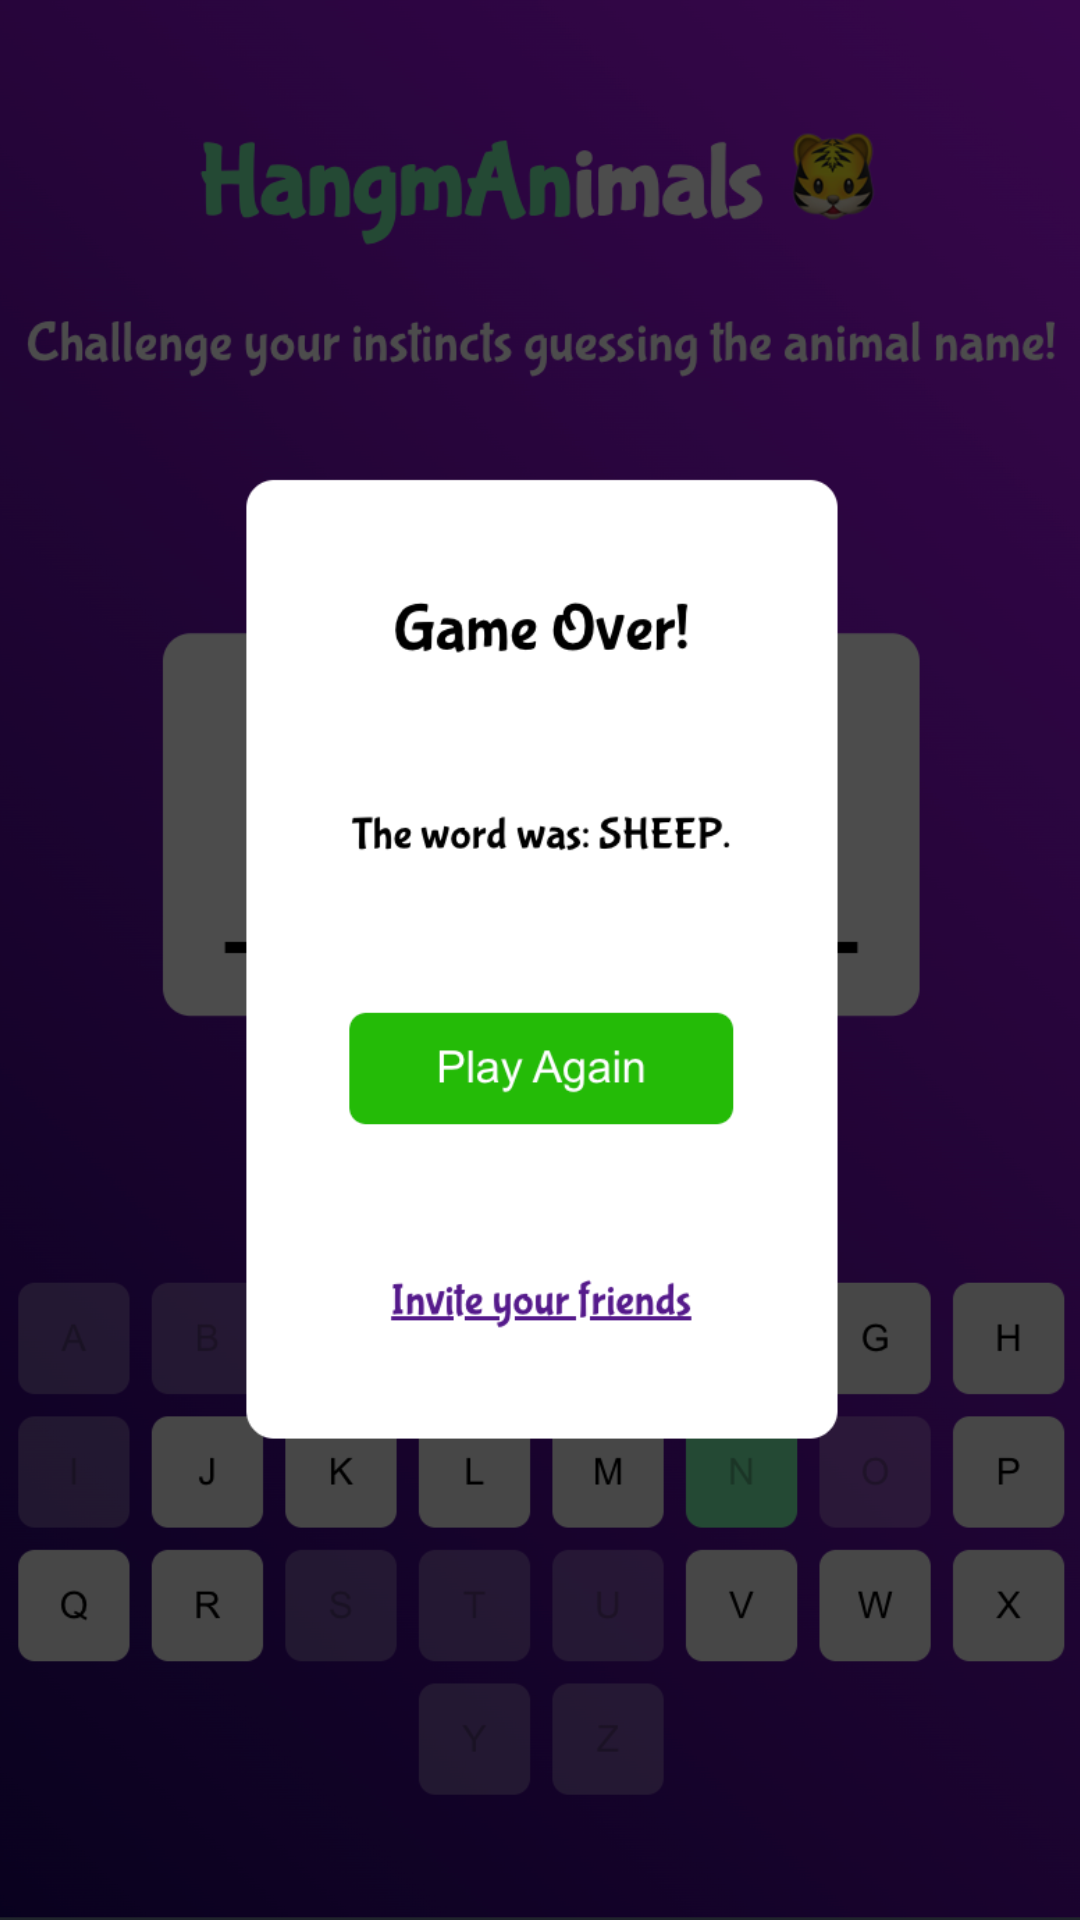 HangmAnimals 🐯
Challenge your instincts guessing the animal name!
Game Over!
The word was: SHEEP.
Play Again
Invite your friends
A B G H
I J K L M N O P
Q R S T U V W X
Y Z